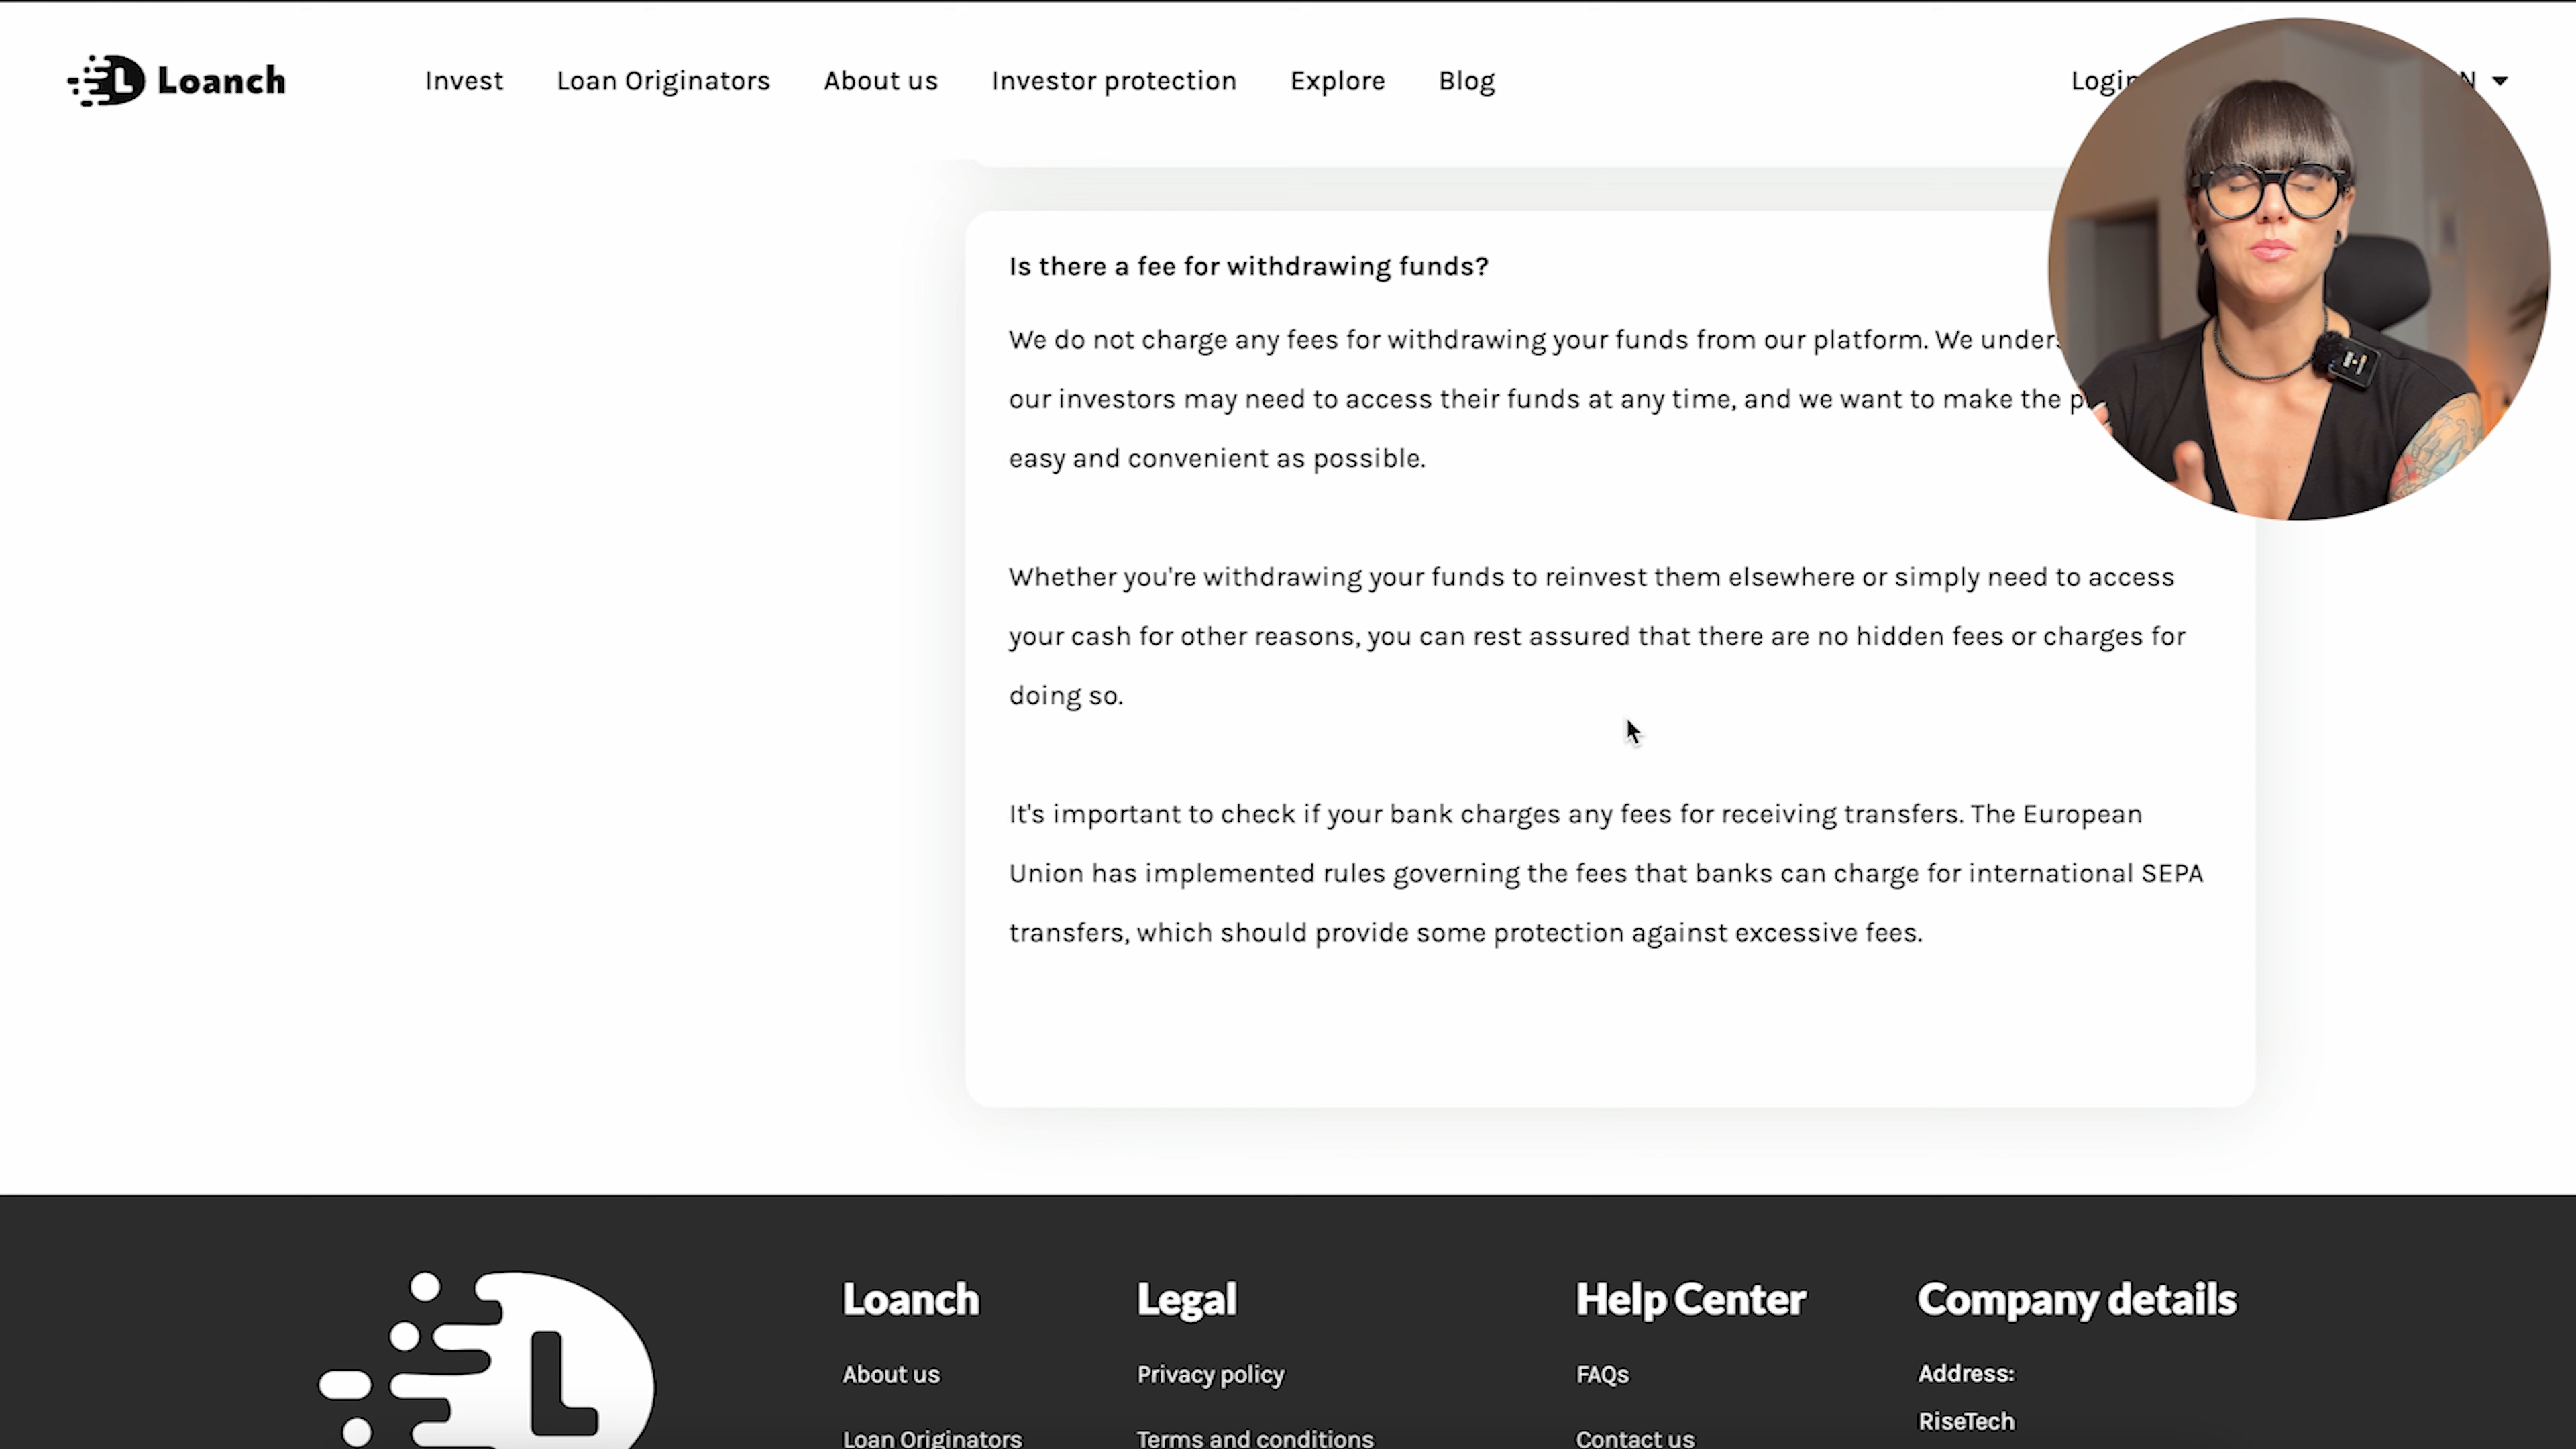 Loanch
Invest
Loan Originators
About us
Investor protection
Explore
Blog
Login
Is there a fee for withdrawing funds?
We do not charge any fees for withdrawing your funds from our platform. We
our investors may need to access their funds at any time, and we want to make the
easy and convenient as possible.
Whether you're withdrawing your funds to reinvest them elsewhere or simply need to access
your cash for other reasons, you can rest assured that there are no hidden fees or charges for
doing so.
It's important to check if your bank charges any fees for receiving transfers. The European
Union has implemented rules governing the fees that banks can charge for international SEPA
transfers, which should provide some protection against excessive fees.
L
Loanch
About us
Loan Originators
Legal
Privacy policy
Terms and conditions
Help Center
FAQs
Contact us
Company details
Address:
RiseTech